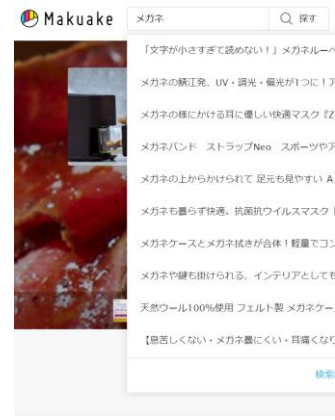 Makuake
メガネ
探す
「文字が小さすぎて読めない！」メガネルーペ
メガネの鯖江発、UV・調光・偏光が1つに！ア
メガネの様にかける耳に優しい快適マスク『Z
メガネバンド ストラップNeo スポーツやア
メガネの上からかけられて 足元も見やすい A
メガネも曇らず快適。抗菌抗ウイルスマスク「
メガネケースとメガネ拭きが合体！軽量でコン
メガネや鍵も掛けられる、インテリアとしても
天然ウール100%使用 フェルト製 メガネケー
【息苦しくない・メガネ曇にくい・耳痛くなり
検索